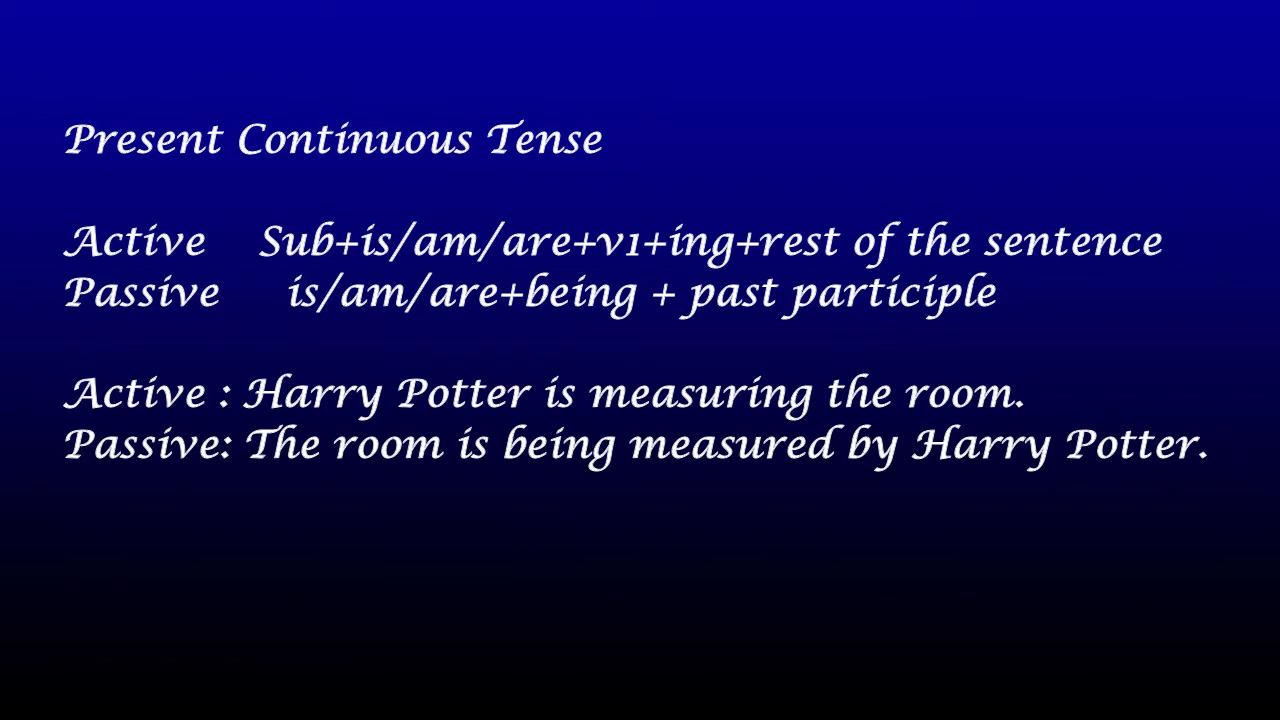 Present Continuous Tense
Active Sub+is/am/are+v1+ing+rest of the sentence
Passive is/am/are+being + past participle
Active : Harry Potter is measuring the room.
Passive: The room is being measured by Harry Potter.